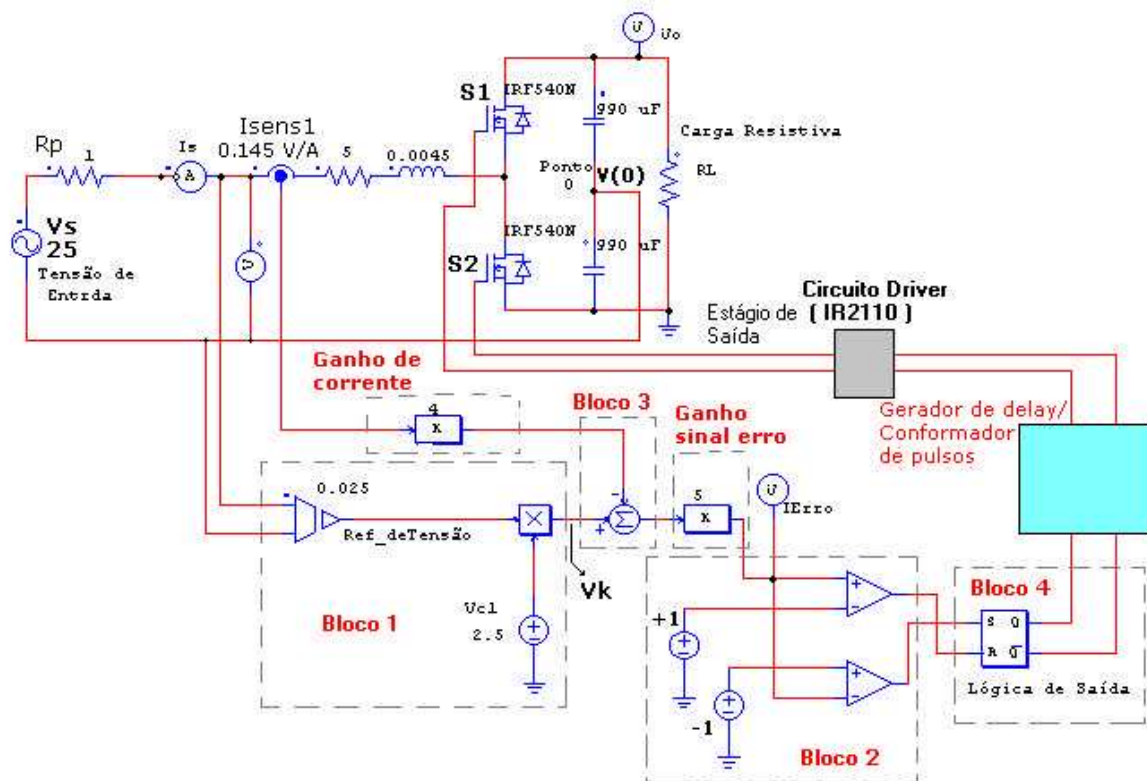 U
Uo
S1
IRF540N
990 uF
Carga Resistiva
RL
Rp
1
Is
A
Isens1
0.145 V/A
5
0.0045
Ponto
0
V(0)
Vs
25
Tensão de
Entrda
V
IRF540N
S2
990 uF
Circuito Driver
( IR2110 )
Estágio de
Saída
Ganho de
corrente
4
K
Bloco 3
Ganho
sinal erro
Gerador de delay/
Conformador
de pulsos
5
K
U
IErro
0.025
Ref_deTensão
-
+
Σ
Vk
Bloco 1
Vc1
2.5
+1
+
-
-1
+
-
Bloco 2
Bloco 4
S Q
R Q
Lógica de Saída